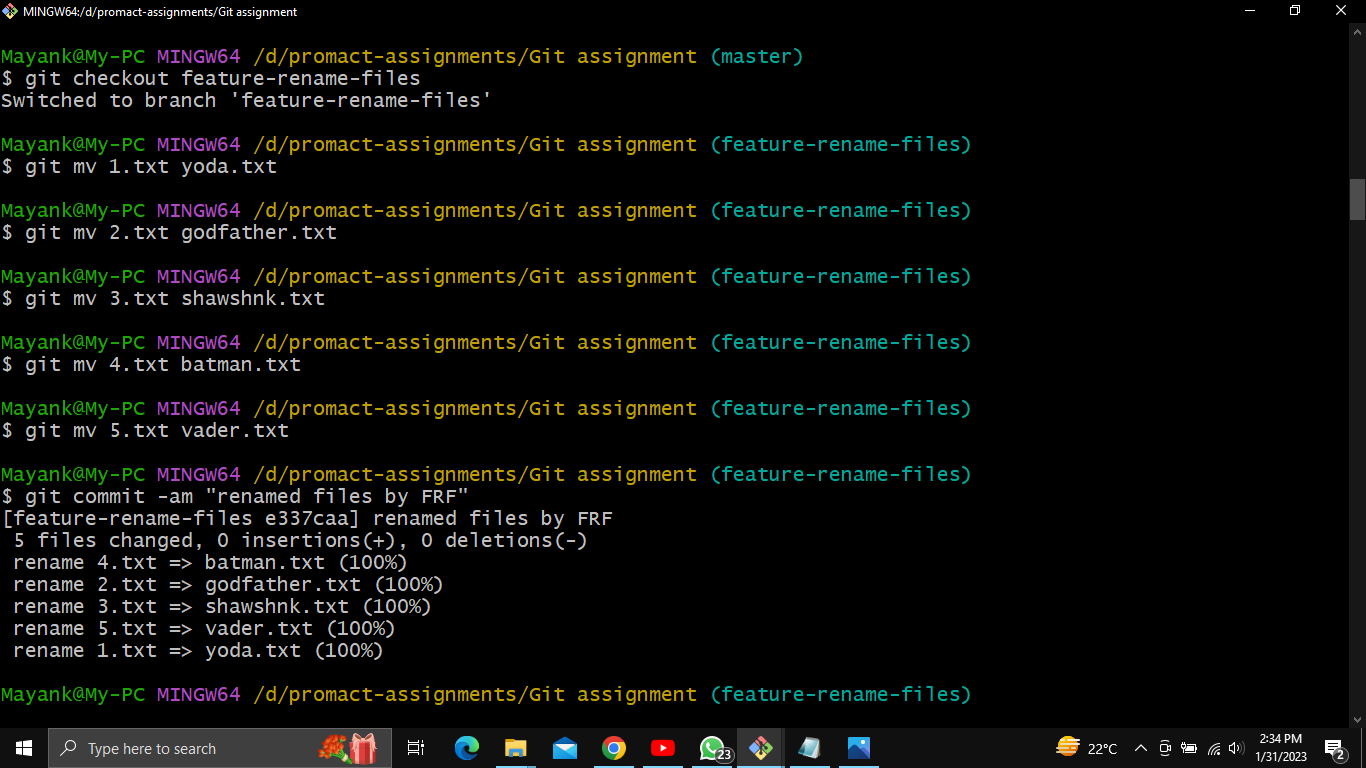 MINGW64:/d/promact-assignments/Git assignment
Mayank@My-PC MINGW64 /d/promact-assignments/Git assignment (master)
$ git checkout feature-rename-files
Switched to branch 'feature-rename-files'
Mayank@My-PC MINGW64 /d/promact-assignments/Git assignment (feature-rename-files)
$ git mv 1.txt yoda.txt
Mayank@My-PC MINGW64 /d/promact-assignments/Git assignment (feature-rename-files)
$ git mv 2.txt godfather.txt
Mayank@My-PC MINGW64 /d/promact-assignments/Git assignment (feature-rename-files)
$ git mv 3.txt shawshnk.txt
Mayank@My-PC MINGW64 /d/promact-assignments/Git assignment (feature-rename-files)
$ git mv 4.txt batman.txt
Mayank@My-PC MINGW64 /d/promact-assignments/Git assignment (feature-rename-files)
$ git mv 5.txt vader.txt
Mayank@My-PC MINGW64 /d/promact-assignments/Git assignment (feature-rename-files)
$ git commit -am "renamed files by FRF"
[feature-rename-files e337caa] renamed files by FRF
 5 files changed, 0 insertions(+), 0 deletions(-)
 rename 4.txt => batman.txt (100%)
 rename 2.txt => godfather.txt (100%)
 rename 3.txt => shawshnk.txt (100%)
 rename 5.txt => vader.txt (100%)
 rename 1.txt => yoda.txt (100%)
Mayank@My-PC MINGW64 /d/promact-assignments/Git assignment (feature-rename-files)
Type here to search
23
22°C
2:34 PM
1/31/2023
2